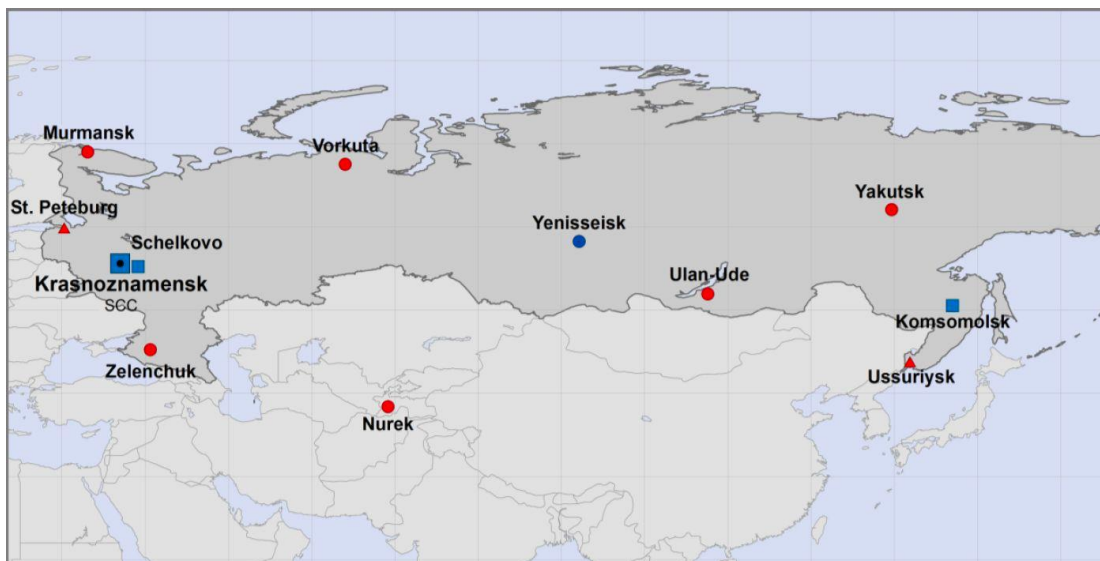 Murmansk
Vorkuta
Yakutsk
St. Peteburg
Yenisseisk
Schelkovo
Ulan-Ude
Krasnoznamensk
SCC
Komsomolsk
Zelenchuk
Ussuriysk
Nurek